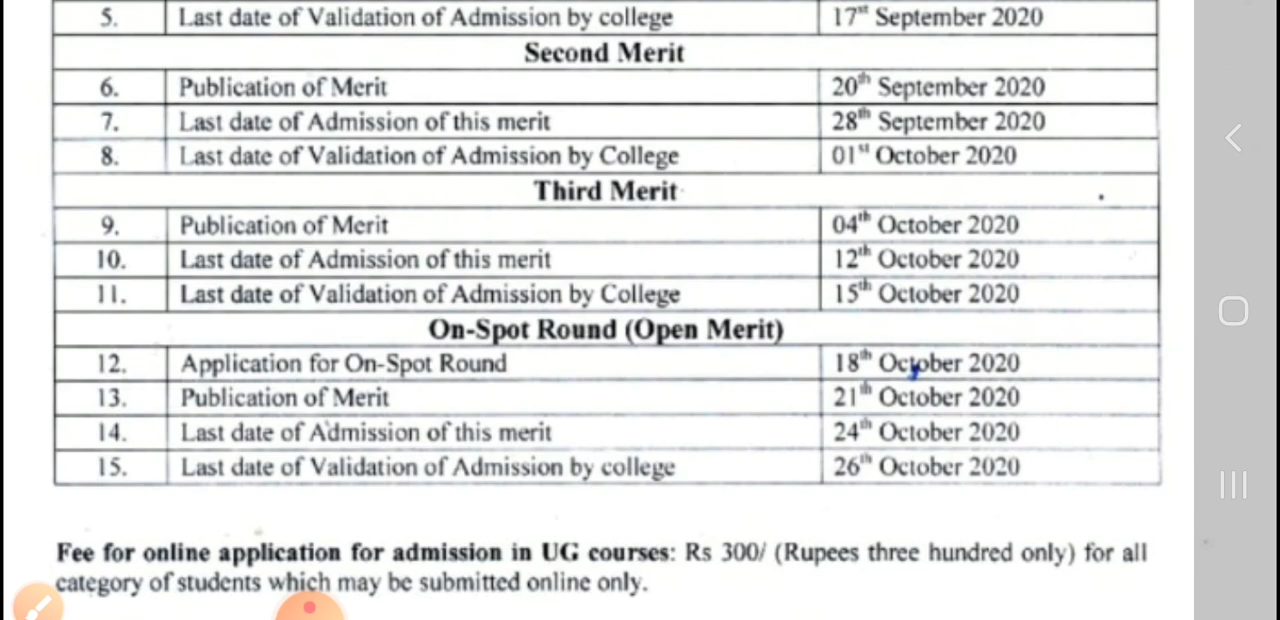 5. Last date of Validation of Admission by college 17st September 2020
Second Merit
6. Publication of Merit 20th September 2020
7. Last date of Admission of this merit 28th September 2020
8. Last date of Validation of Admission by College 01st October 2020
Third Merit
9. Publication of Merit 04th October 2020
10. Last date of Admission of this merit 12th October 2020
11. Last date of Validation of Admission by College 15th October 2020
On-Spot Round (Open Merit)
12. Application for On-Spot Round 18th October 2020
13. Publication of Merit 21th October 2020
14. Last date of Admission of this merit 24th October 2020
15. Last date of Validation of Admission by college 26th October 2020
Fee for online application for admission in UG courses: Rs 300/ (Rupees three hundred only) for all
category of students which may be submitted online only.